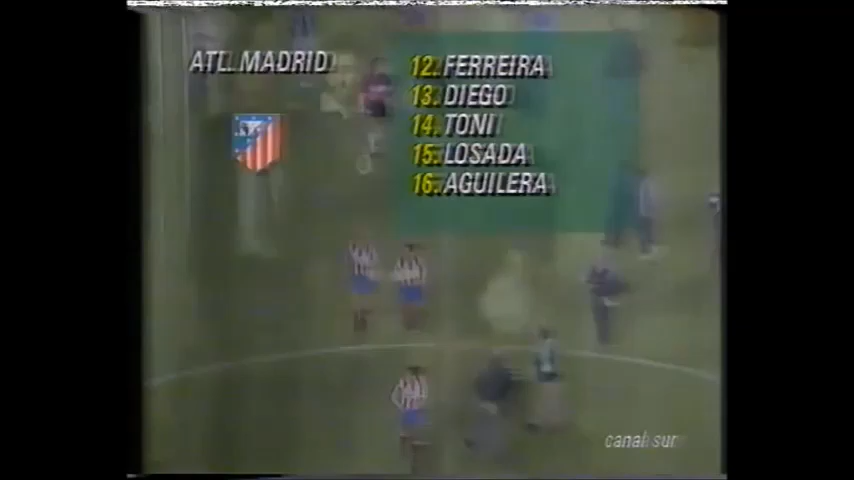 ATL. MADRID
12. FERREIRA
13. DIEGO
14. TONI
15. LOSADA
16. AGUILERA
canal sur